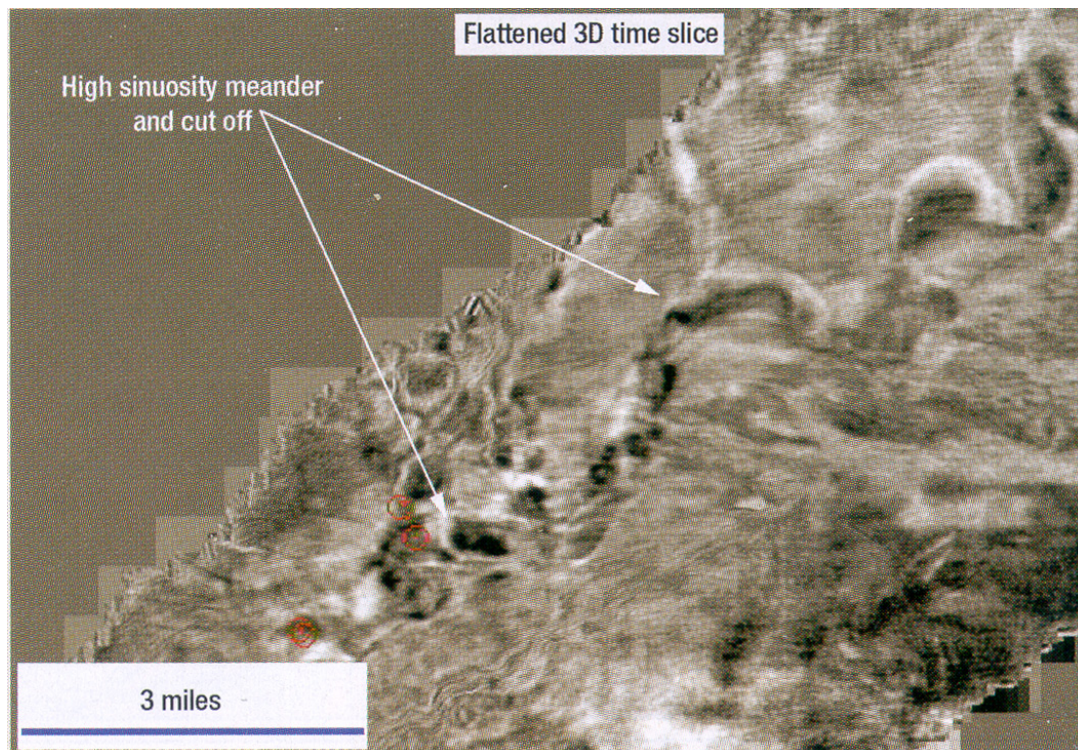 Flattened 3D time slice
High sinuosity meander
and cut off
3 miles